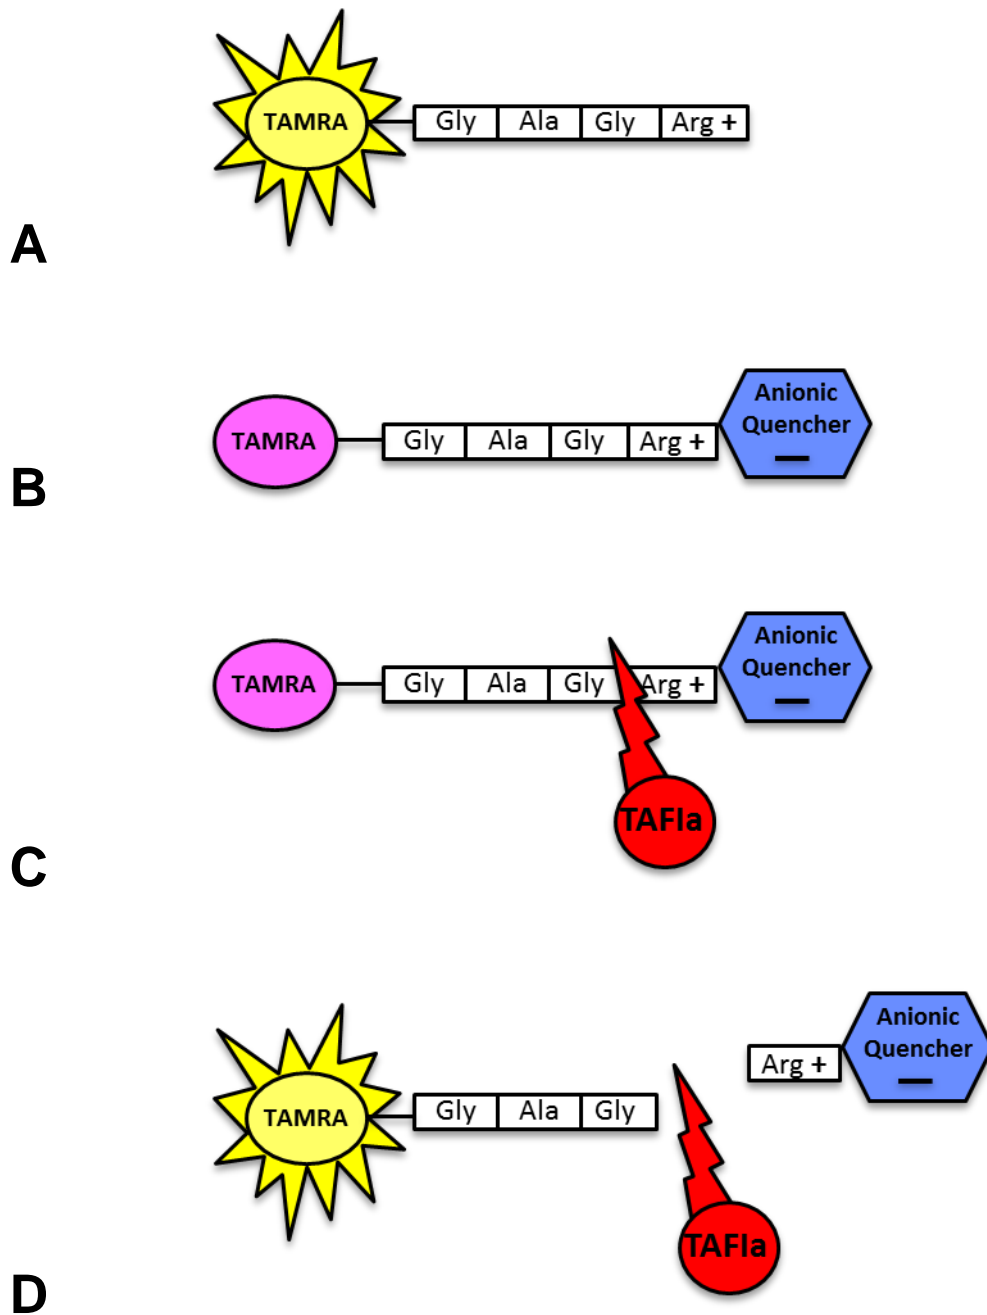 TAMRA Gly Ala Gly Arg +
A
Anionic
Quencher
TAMRA Gly Ala Gly Arg + —
B
Anionic
Quencher
TAMRA Gly Ala Gly Arg + —
TAFIa
C
Anionic
Quencher
Arg + —
TAMRA Gly Ala Gly
TAFIa
D